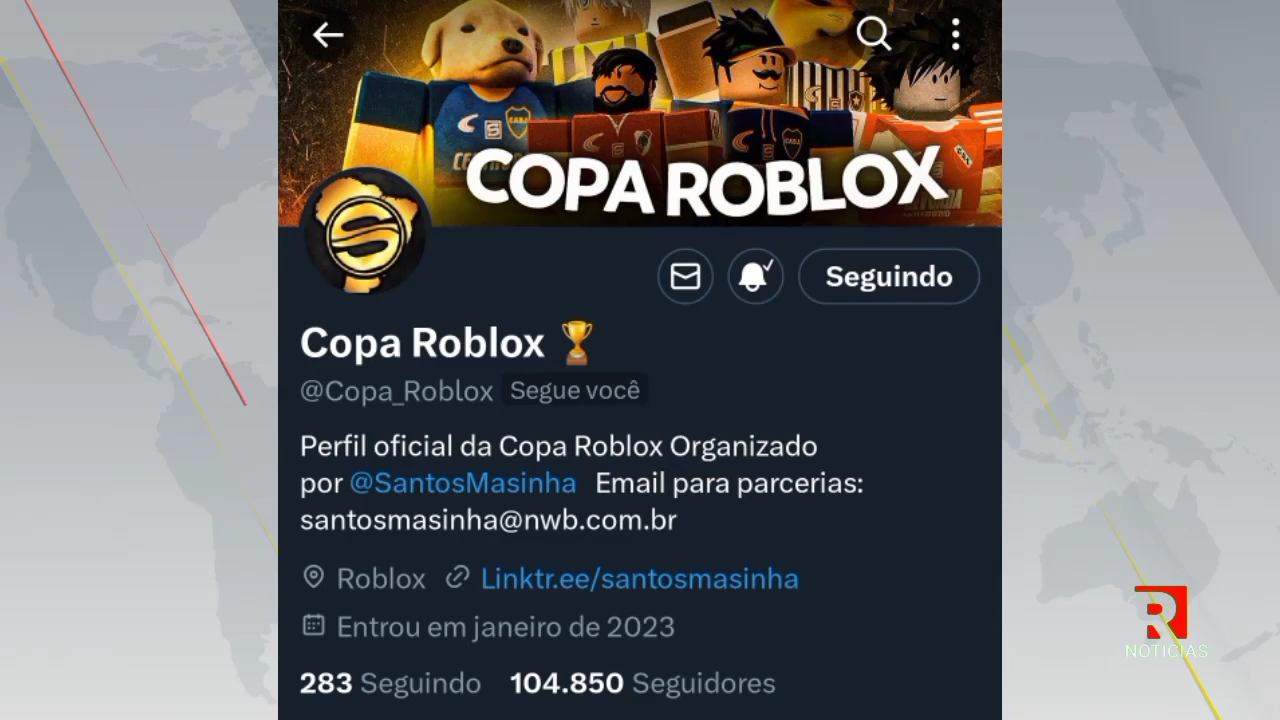 COPA ROBLOX
Seguindo
Copa Roblox
@Copa_Roblox Segue você
Perfil oficial da Copa Roblox Organizado
por @SantosMasinha Email para parcerias:
santosmasinha@nwb.com.br
Roblox Linktr.ee/santosmasinha
Entrou em janeiro de 2023
283 Seguindo 104.850 Seguidores
R
NOTÍCIAS